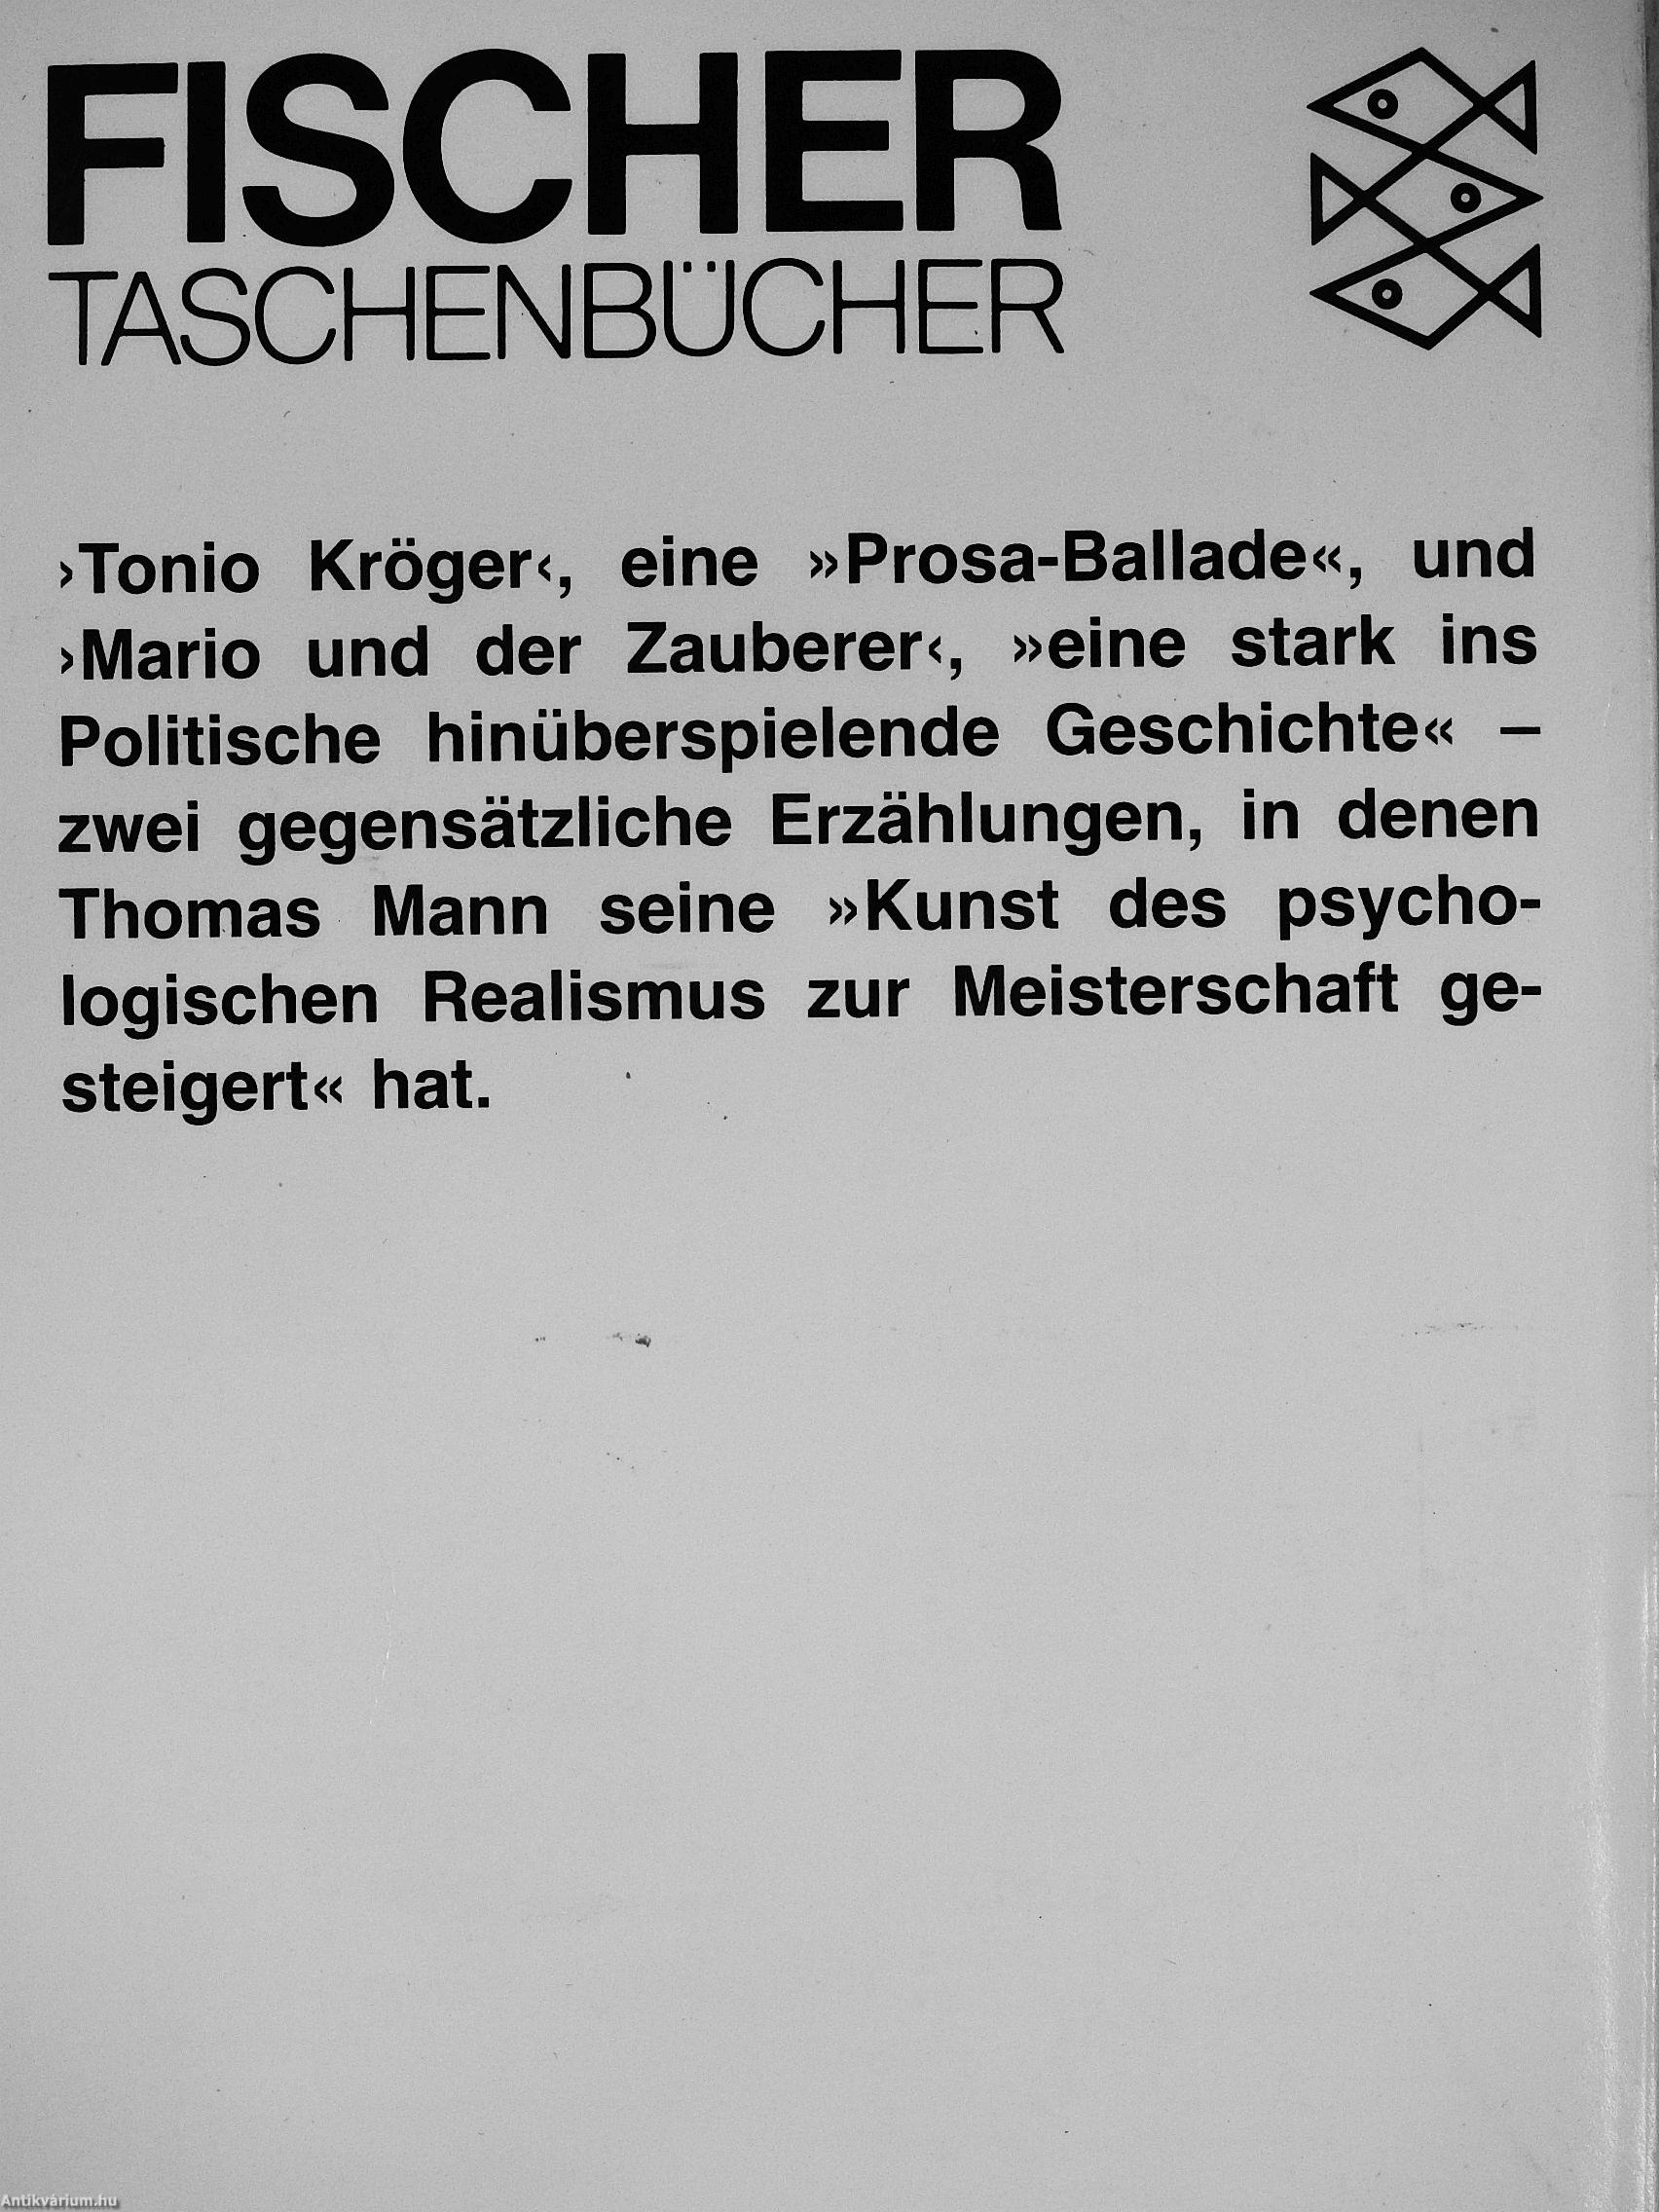 FISCHER
TASCHENBÜCHER
›Tonio Kröger‹, eine »Prosa-Ballade«, und
›Mario und der Zauberer‹, »eine stark ins
Politische hinüberspielende Geschichte« –
zwei gegensätzliche Erzählungen, in denen
Thomas Mann seine »Kunst des psycho-
logischen Realismus zur Meisterschaft ge-
steigert« hat.
Antikvárium.hu